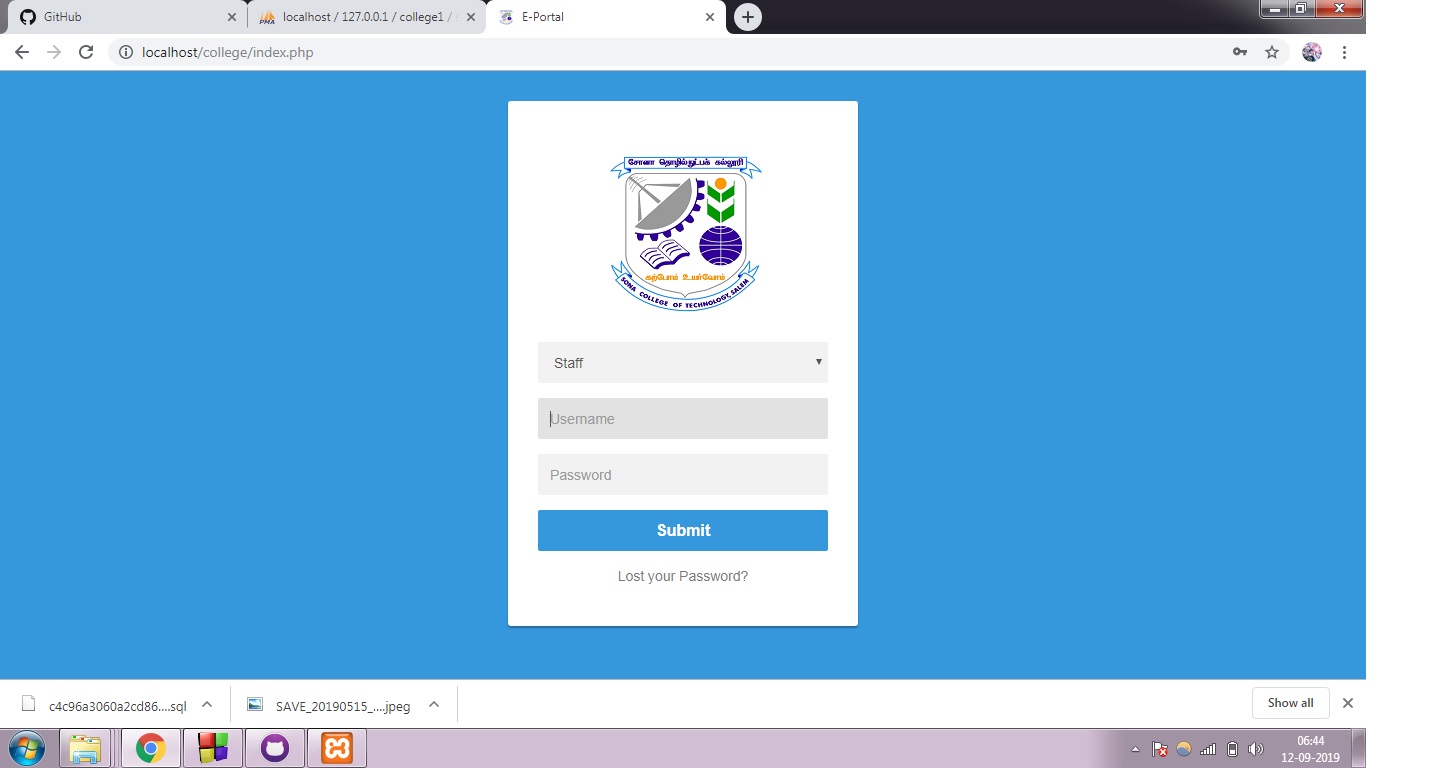 GitHub
localhost / 127.0.0.1 / college1 /
E-Portal
localhost/college/index.php
PMA
சோனா தொழில்நுட்பக் கல்லூரி
கற்போம் உயர்வோம்
SONA COLLEGE OF TECHNOLOGY, SALEM
Staff
Username
Password
Submit
Lost your Password?
c4c96a3060a2cd86....sql
SAVE_20190515_....jpeg
Show all
06:44
12-09-2019